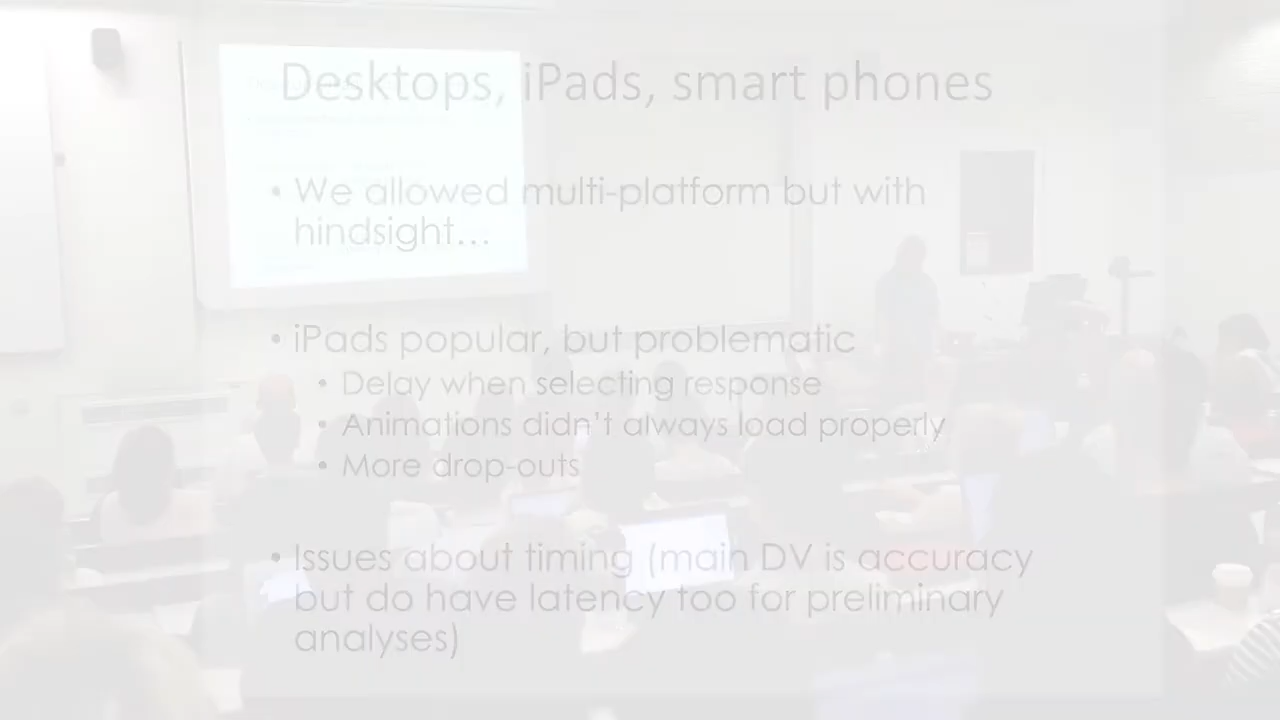 Desktops, iPads, smart phones
• We allowed multi-platform but with
hindsight...
• iPads popular, but problematic
• Delay when selecting response
• Animations didn't always load properly
• More drop-outs
• Issues about timing (main DV is accuracy
but do have latency too for preliminary
analyses)